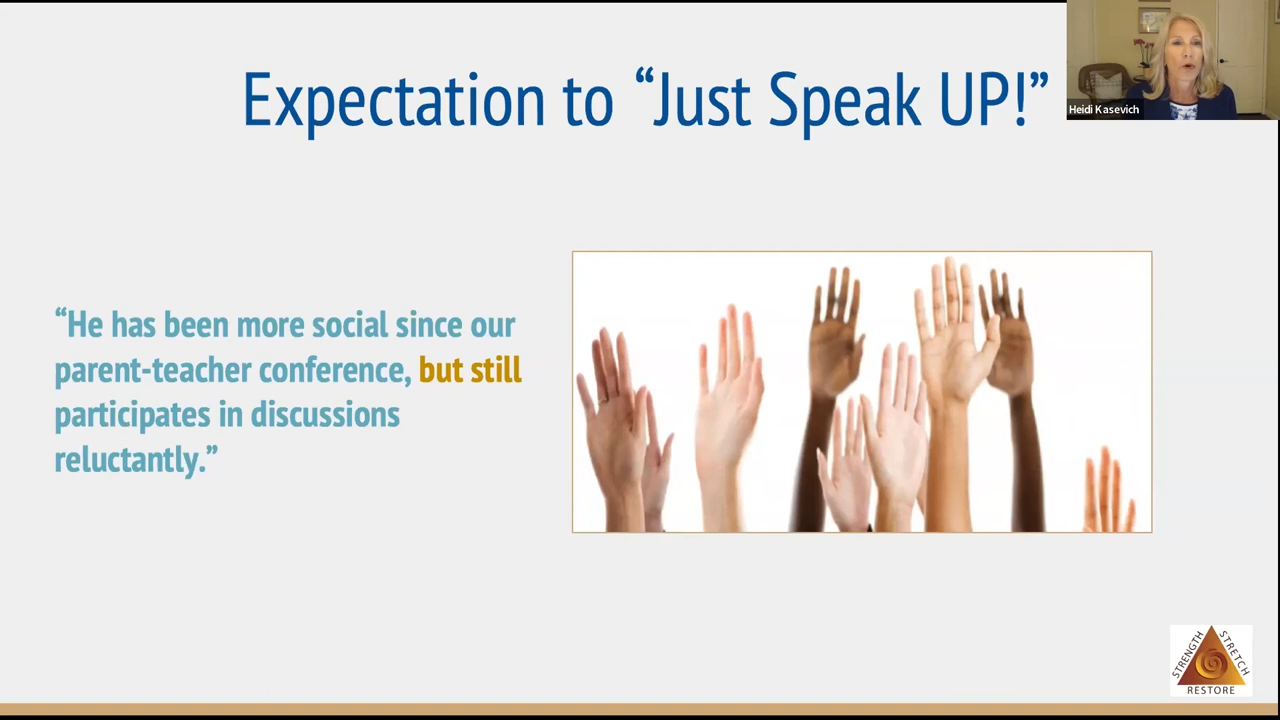 Expectation to “Just Speak UP!”
Heidi Kasevich
“He has been more social since our
parent-teacher conference, but still
participates in discussions
reluctantly.”
STRENGTH
STRETCH
RESTORE